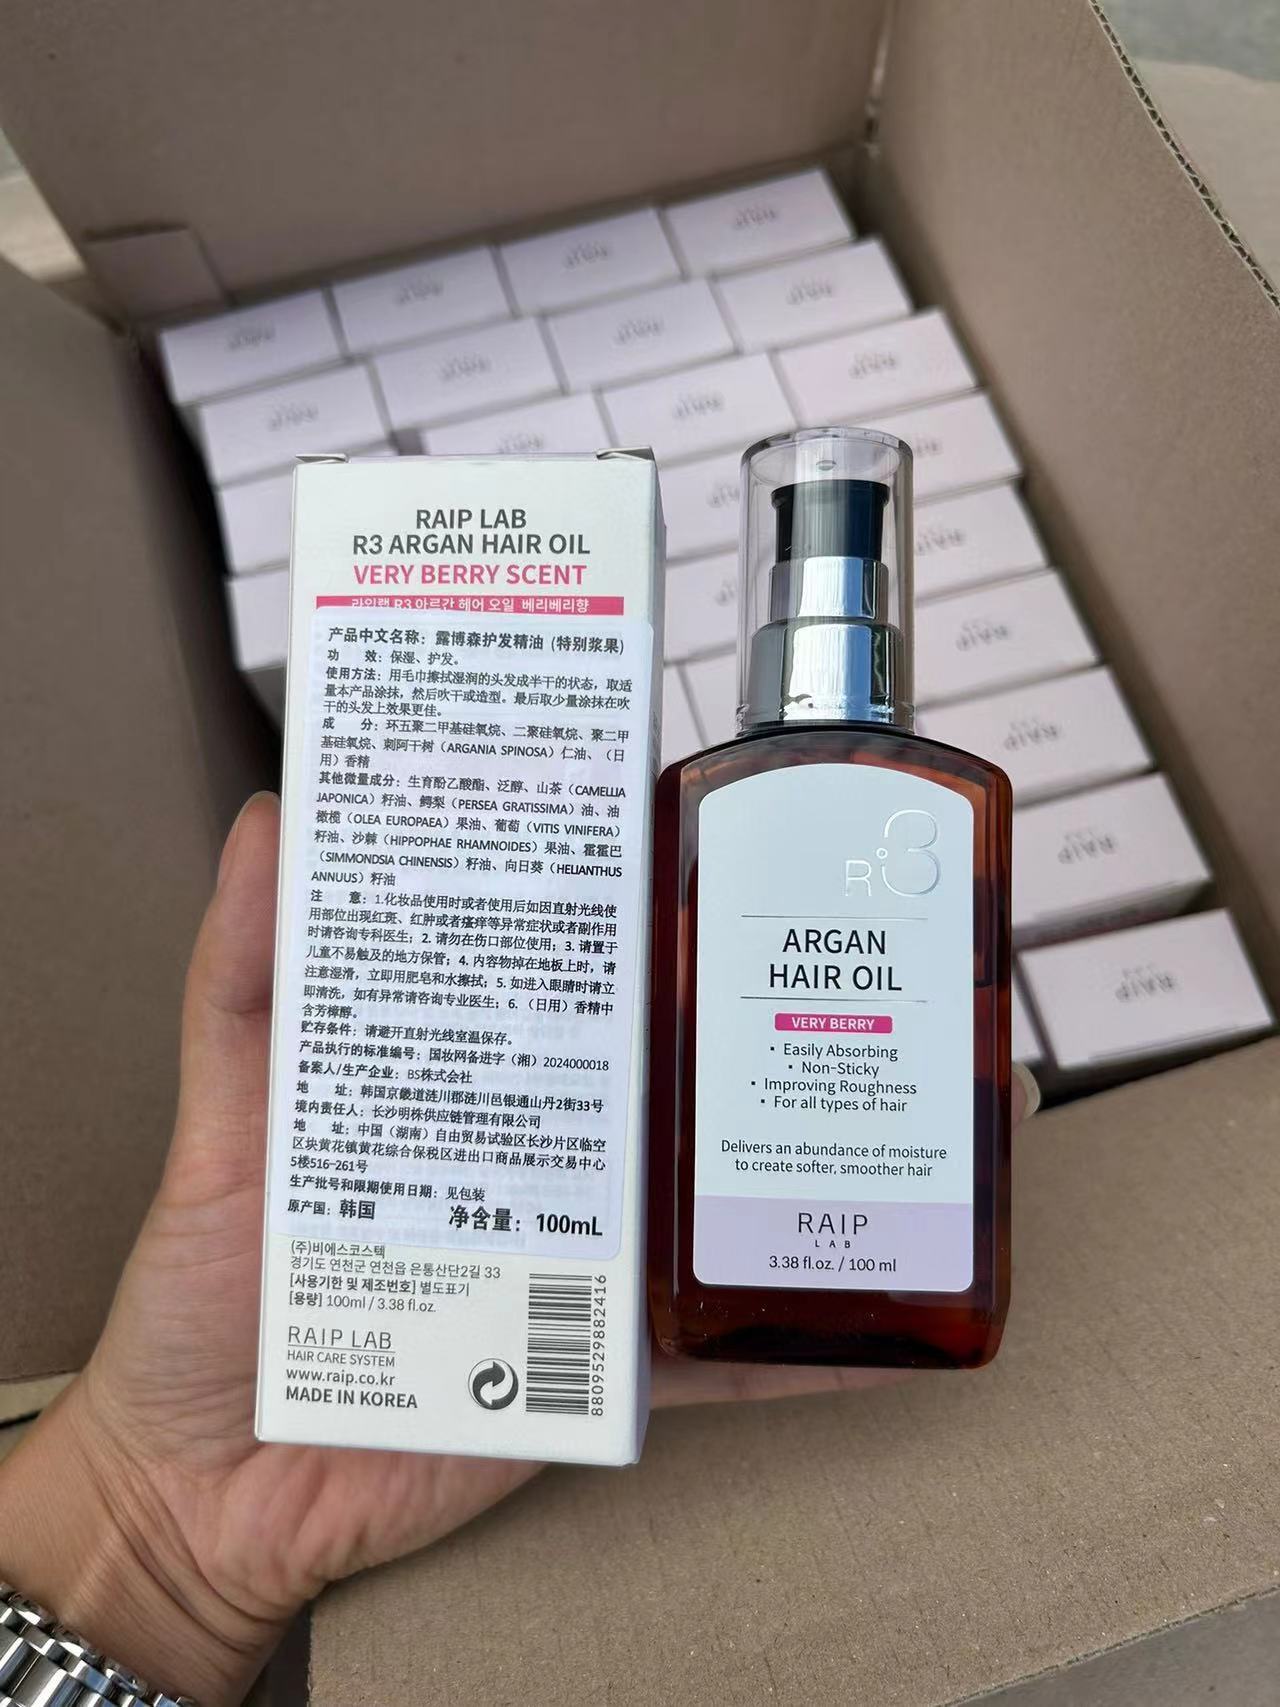 RAIP LAB
R3 ARGAN HAIR OIL
VERY BERRY SCENT
라입랩 R3 아르간 헤어 오일 베리베리향
产品中文名称：露博森护发精油（特别浆果）
功 效：保湿、护发。
使用方法：用毛巾擦拭湿润的头发成半干的状态，取适
量本产品涂抹，然后吹干或造型。最后取少量涂抹在吹
干的头发上效果更佳。
成 分：环五聚二甲基硅氧烷、二聚硅氧烷、聚二甲
基硅氧烷、刺阿干树（ARGANIA SPINOSA）仁油、（日
用）香精
其他微量成分：生育酚乙酸酯、泛醇、山茶（CAMELLIA
JAPONICA）籽油、鳄梨（PERSEA GRATISSIMA）油、油
橄榄（OLEA EUROPAEA）果油、葡萄（VITIS VINIFERA）
籽油、沙棘（HIPPOPHAE RHAMNOIDES）果油、霍霍巴
（SIMMONDSIA CHINENSIS）籽油、向日葵（HELIANTHUS
ANNUUS）籽油
注 意：1.化妆品使用时或者使用后如因直射光线使
用部位出现红斑、红肿或者瘙痒等异常症状或者副作用
时请咨询专科医生；2. 请勿在伤口部位使用；3. 请置于
儿童不易触及的地方保管；4. 内容物掉在地板上时，请
注意湿滑，立即用肥皂和水擦拭；5. 如进入眼睛时请立
即清洗，如有异常请咨询专业医生；6.（日用）香精中
含芳樟醇。
贮存条件：请避开直射光线室温保存。
产品执行的标准编号：国妆网备进字（湘）2024000018
备案人/生产企业：BS株式会社
地 址：韩国京畿道涟川郡涟川邑银通山丹2街33号
境内责任人：长沙明株供应链管理有限公司
地 址：中国（湖南）自由贸易试验区长沙片区临空
区块黄花镇黄花综合保税区进出口商品展示交易中心
5楼516-261号
生产批号和限期使用日期：见包装
原产国：韩国 净含量：100mL
(주)비에스코스텍
경기도 연천군 연천읍 은통산단2길 33
[사용기한 및 제조번호] 별도표기
[용량] 100ml / 3.38 fl.oz.
RAIP LAB
HAIR CARE SYSTEM
www.raip.co.kr
MADE IN KOREA
8809529882416
R3
ARGAN
HAIR OIL
VERY BERRY
• Easily Absorbing
• Non-Sticky
• Improving Roughness
• For all types of hair
Delivers an abundance of moisture
to create softer, smoother hair
RAIP
LAB
3.38 fl.oz. / 100 ml
RAIP
RAIP
RAIP
RAIP